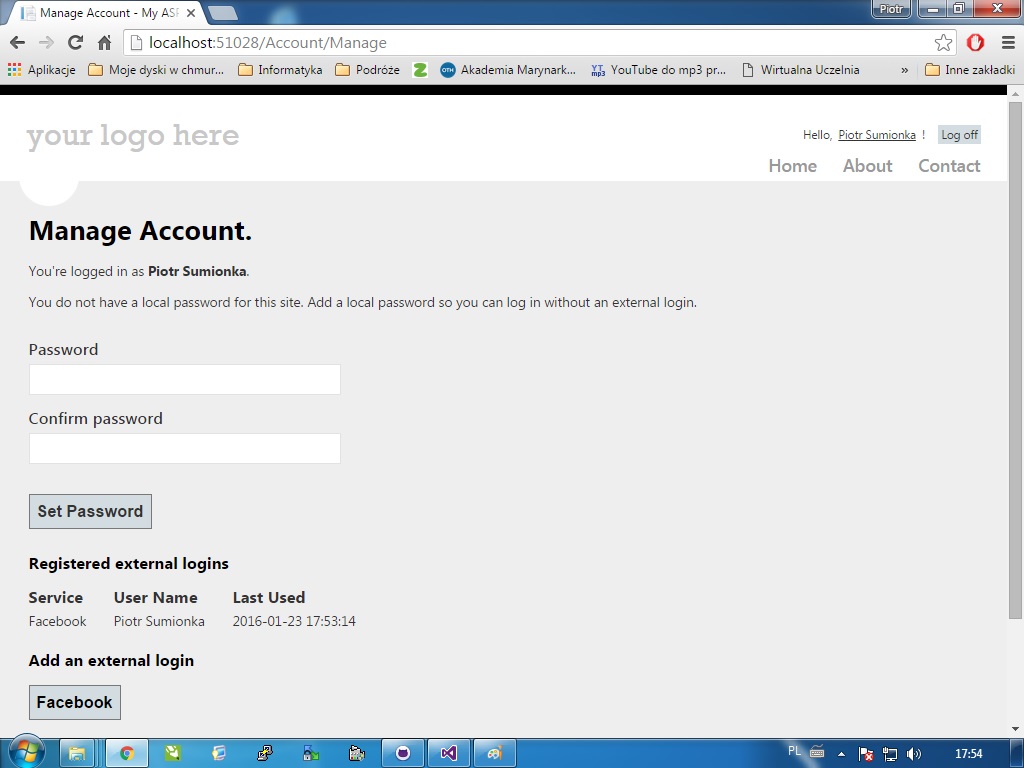 Manage Account - My ASP
Piotr
localhost:51028/Account/Manage
Aplikacje Moje dyski w chmur... Informatyka Podróże Akademia Marynark... YouTube do mp3 pr... Wirtualna Uczelnia » Inne zakładki
your logo here
Hello, Piotr Sumionka ! Log off
Home About Contact
Manage Account.
You're logged in as Piotr Sumionka.
You do not have a local password for this site. Add a local password so you can log in without an external login.
Password
Confirm password
Set Password
Registered external logins
Service User Name Last Used
Facebook Piotr Sumionka 2016-01-23 17:53:14
Add an external login
Facebook
PL 17:54